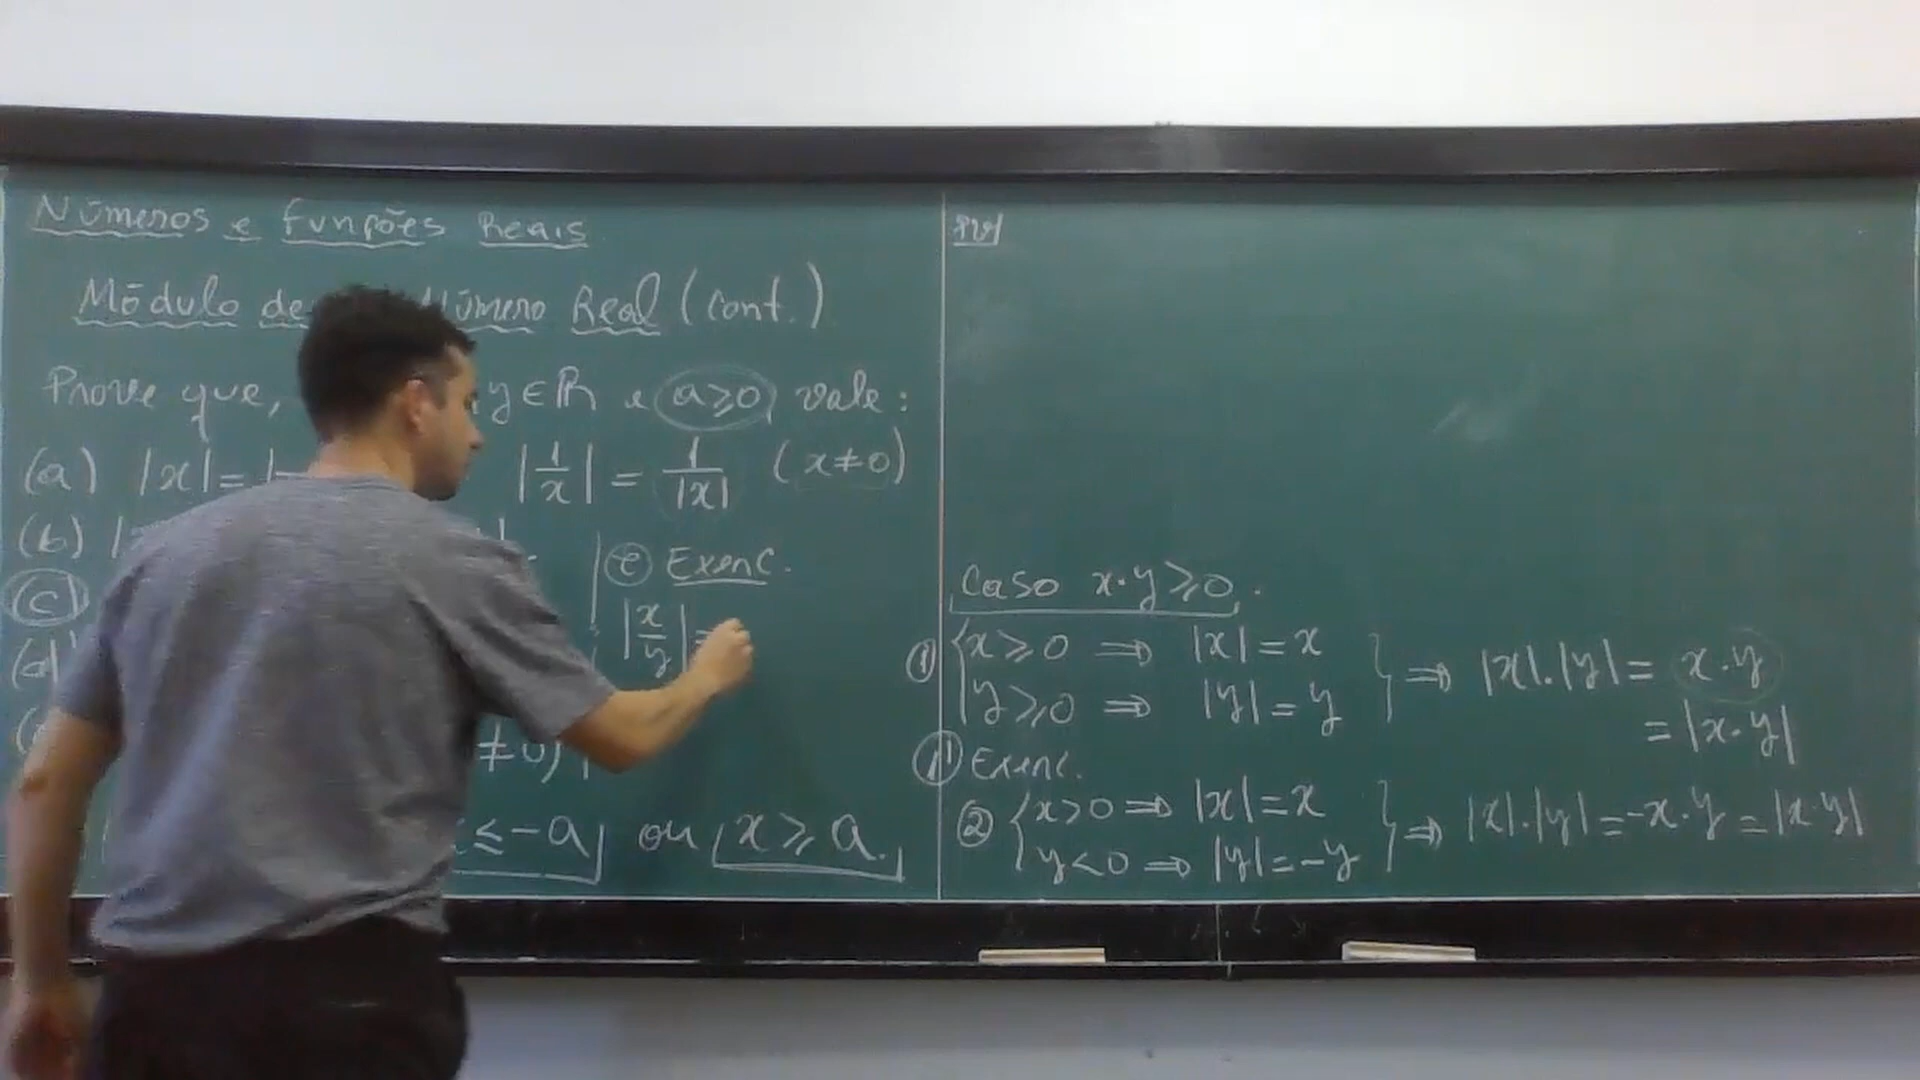 Números e Funções Reais
Módulo de Número Real (cont.)
Prove que, , y ∈ ℝ e a ⩾ 0, vale:
(a) |x| = |- |1/x| = 1/|x| (x ≠ 0)
(b) |
(c)
(d)
≠ 0)
≤ -a ou x ⩾ a.
(e) Exerc.
|x/y| =
Caso x·y ⩾ 0.
① { x ⩾ 0 ⇒ |x| = x
y ⩾ 0 ⇒ |y| = y } ⇒ |x|·|y| = x·y
= |x·y|
①' Exerc.
② { x > 0 ⇒ |x| = x
y < 0 ⇒ |y| = -y } ⇒ |x|·|y| = -x·y = |x·y|